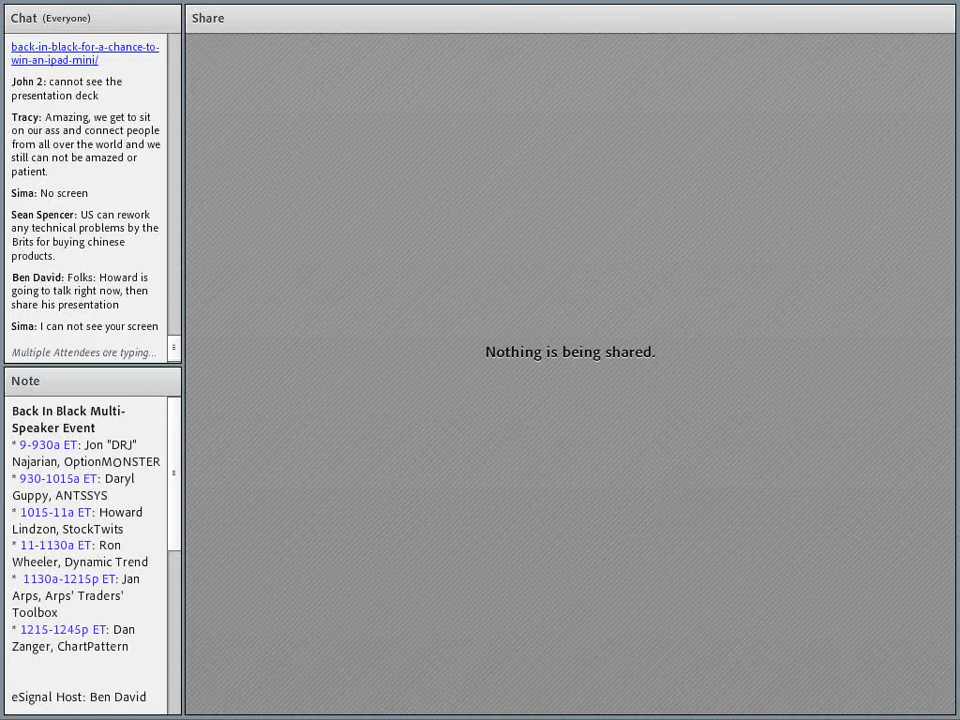 Chat (Everyone)
back-in-black-for-a-chance-to-
win-an-ipad-mini/
John 2: cannot see the
presentation deck
Tracy: Amazing, we get to sit
on our ass and connect people
from all over the world and we
still can not be amazed or
patient.
Sima: No screen
Sean Spencer: US can rework
any technical problems by the
Brits for buying chinese
products.
Ben David: Folks: Howard is
going to talk right now, then
share his presentation
Sima: I can not see your screen
Multiple Attendees are typing...
Note
Back In Black Multi-
Speaker Event
* 9-930a ET: Jon "DRJ"
Najarian, OptionMONSTER
* 930-1015a ET: Daryl
Guppy, ANTSSYS
* 1015-11a ET: Howard
Lindzon, StockTwits
* 11-1130a ET: Ron
Wheeler, Dynamic Trend
* 1130a-1215p ET: Jan
Arps, Arps' Traders'
Toolbox
* 1215-1245p ET: Dan
Zanger, ChartPattern
eSignal Host: Ben David
Share
Nothing is being shared.